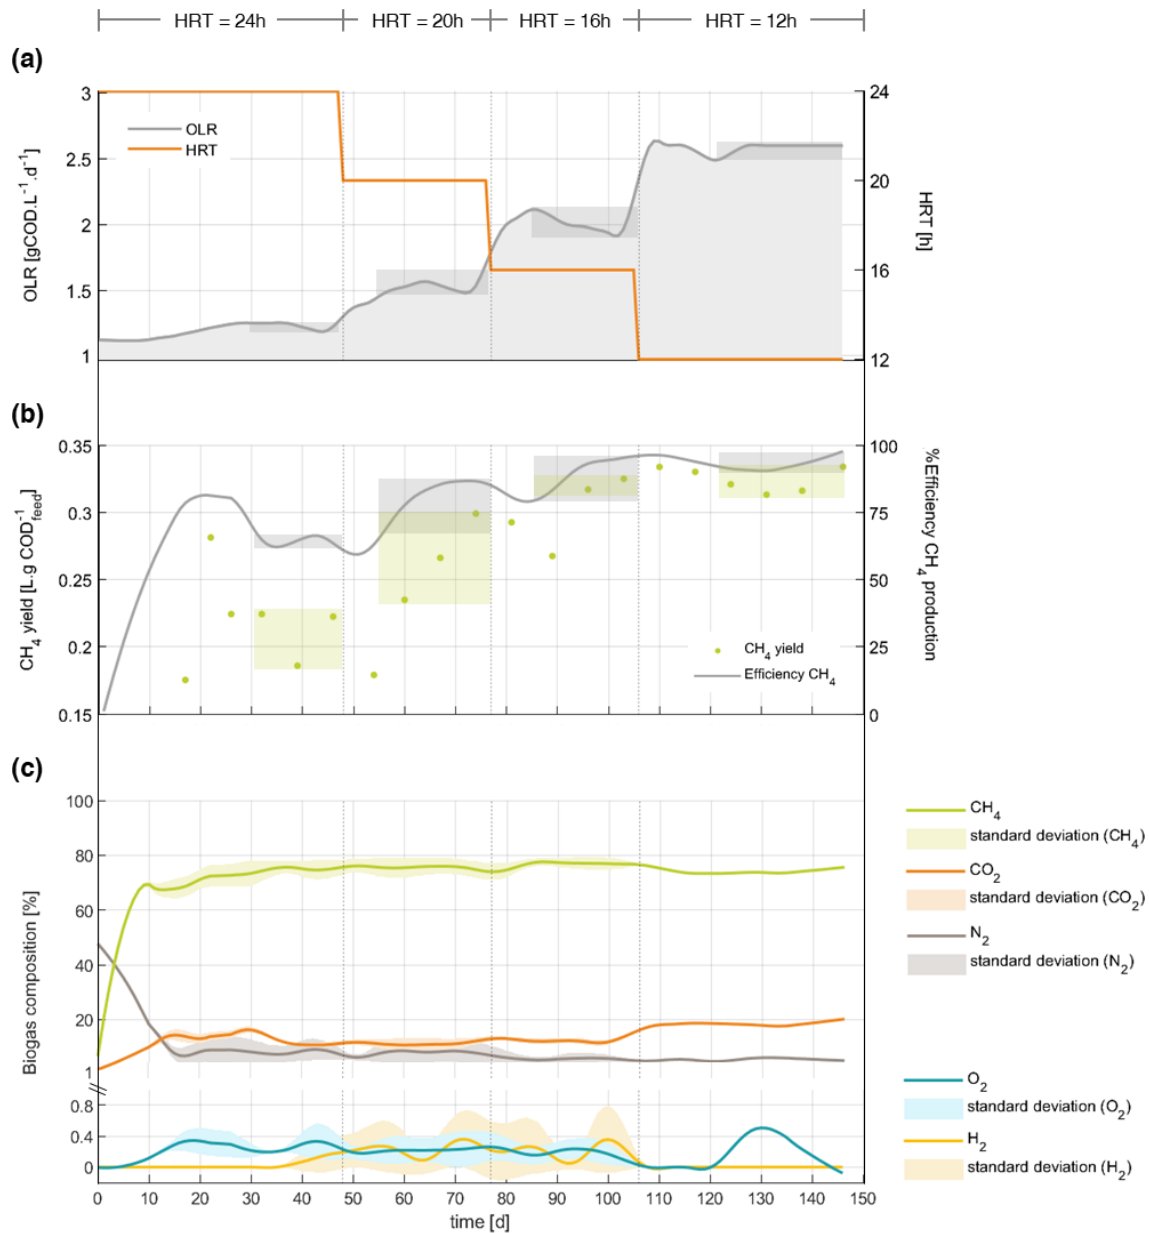 HRT = 24h HRT = 20h HRT = 16h HRT = 12h
(a)
3 24
OLR
HRT
2.5
20
2
16
1.5
1 12
OLR [gCOD.L⁻¹.d⁻¹]
HRT [h]
(b)
0.35 100
0.3 75
0.25 50
0.2 25
0.15 0
CH₄ yield
Efficiency CH₄
CH₄ yield [L.g COD⁻¹feed]
%Efficiency CH₄ production
(c)
100
80
60
40
20
1
0.8
0.4
0
Biogas composition [%]
CH₄
standard deviation (CH₄)
CO₂
standard deviation (CO₂)
N₂
standard deviation (N₂)
O₂
standard deviation (O₂)
H₂
standard deviation (H₂)
0 10 20 30 40 50 60 70 80 90 100 110 120 130 140 150
time [d]